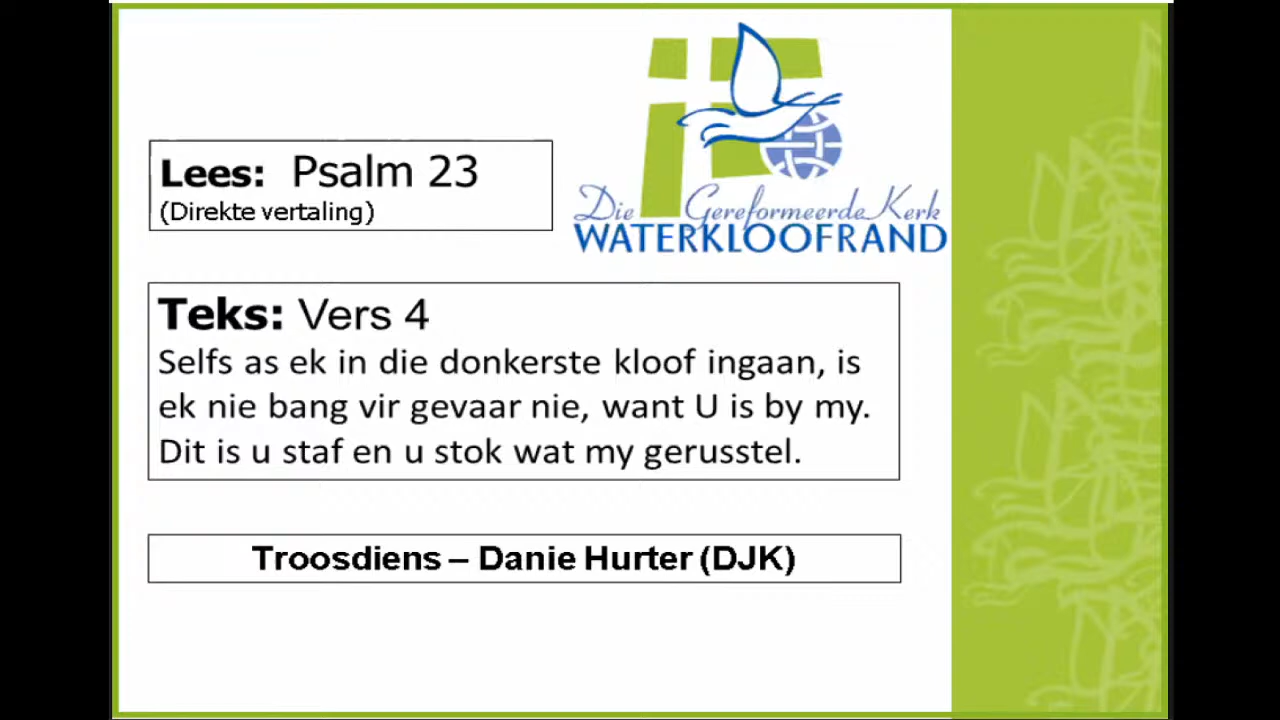 Lees: Psalm 23
(Direkte vertaling)
Die Gereformeerde Kerk
WATERKLOOFRAND
Teks: Vers 4
Selfs as ek in die donkerste kloof ingaan, is
ek nie bang vir gevaar nie, want U is by my.
Dit is u staf en u stok wat my gerusstel.
Troosdiens – Danie Hurter (DJK)